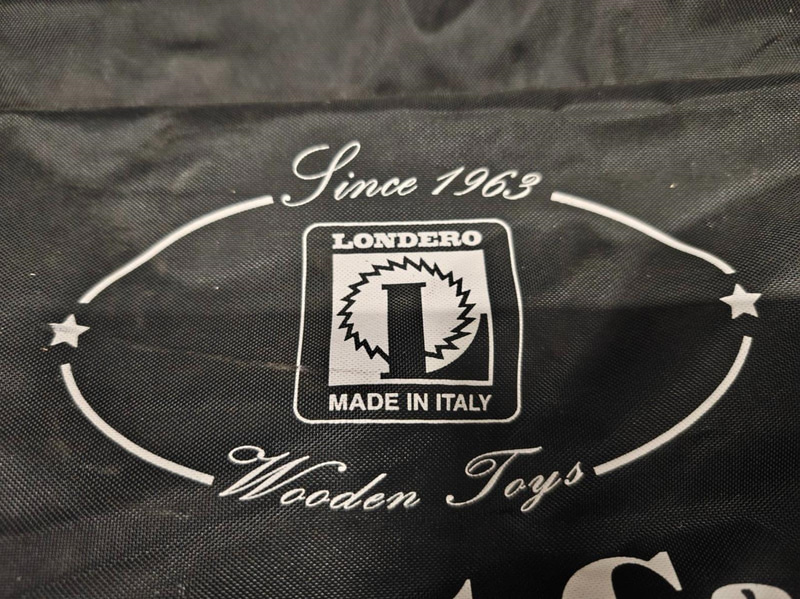 Since 1963
LONDERO
L
MADE IN ITALY
Wooden Toys